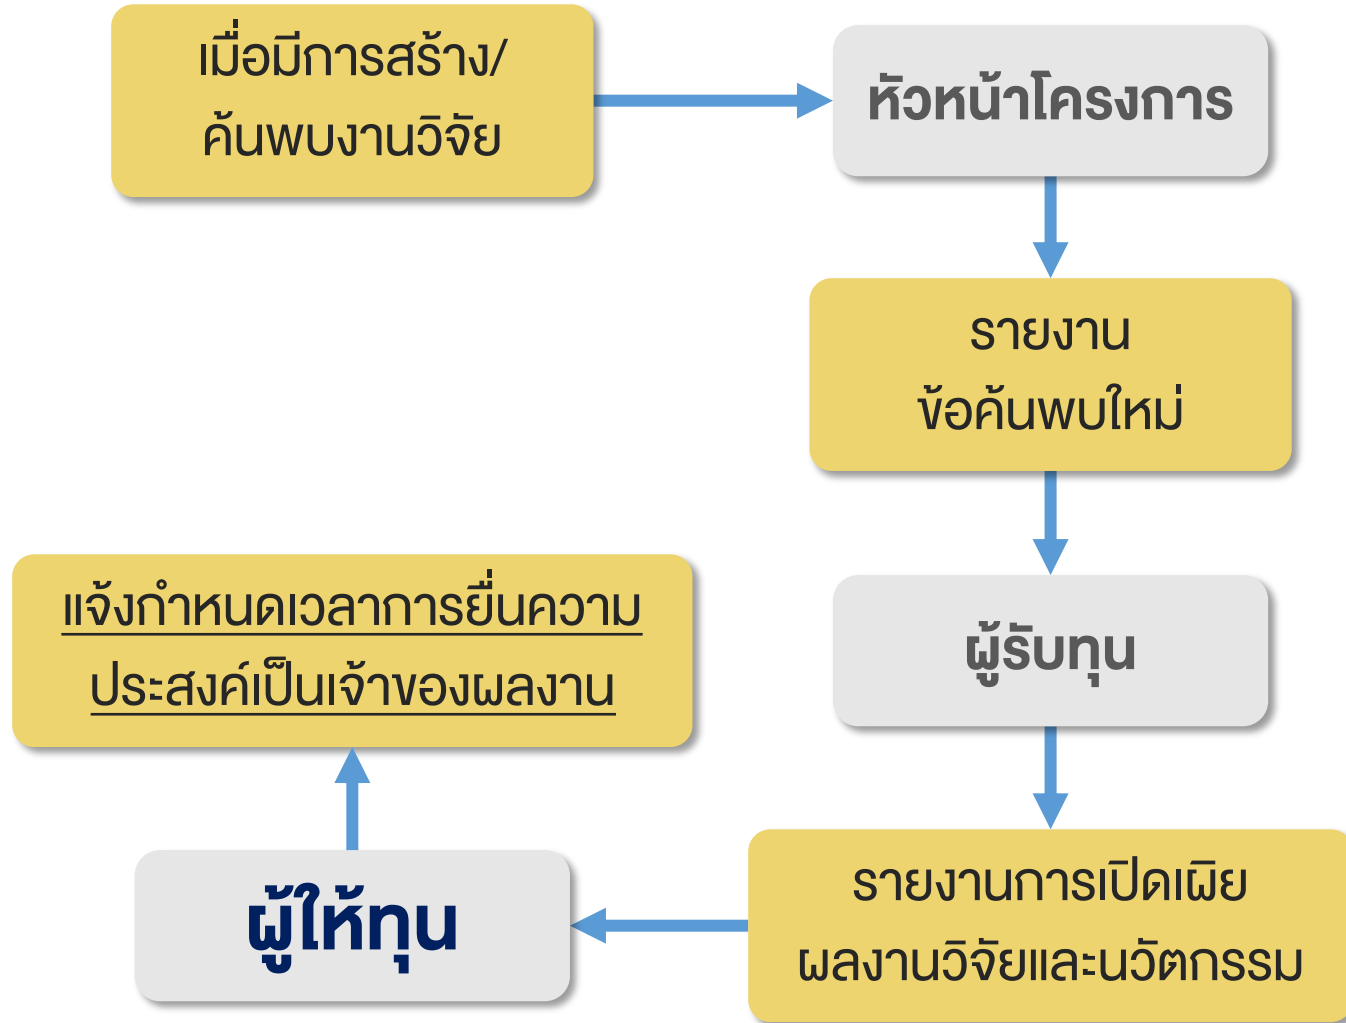 เมื่อมีการสร้าง/
ค้นพบงานวิจัย
หัวหน้าโครงการ
รายงาน
ข้อค้นพบใหม่
ผู้รับทุน
รายงานการเปิดเผย
ผลงานวิจัยและนวัตกรรม
ผู้ให้ทุน
แจ้งกำหนดเวลาการยื่นความ
ประสงค์เป็นเจ้าของผลงาน